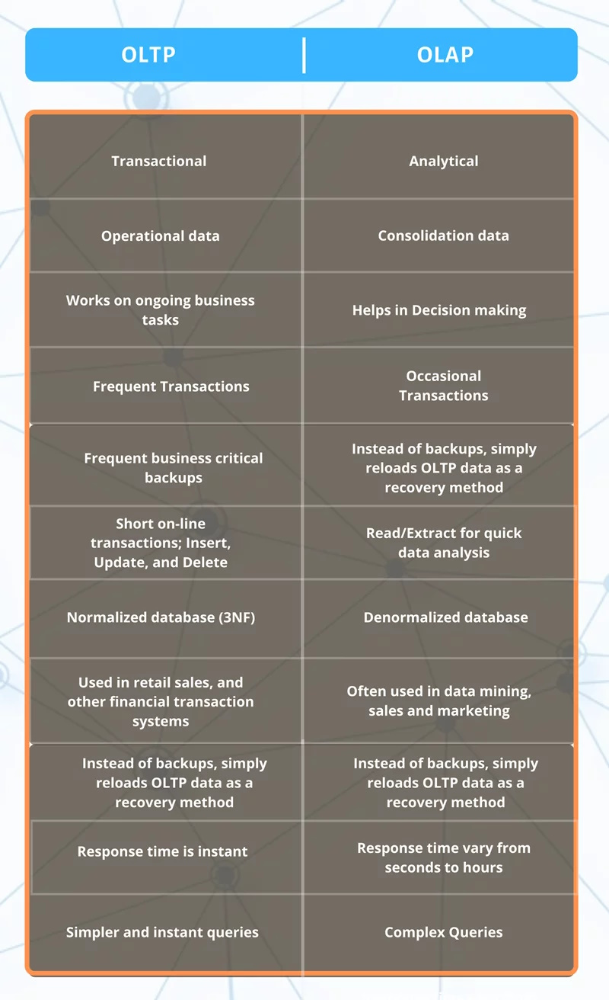 OLTP
OLAP
Transactional
Analytical
Operational data
Consolidation data
Works on ongoing business
tasks
Helps in Decision making
Frequent Transactions
Occasional
Transactions
Frequent business critical
backups
Instead of backups, simply
reloads OLTP data as a
recovery method
Short on-line
transactions; Insert,
Update, and Delete
Read/Extract for quick
data analysis
Normalized database (3NF)
Denormalized database
Used in retail sales, and
other financial transaction
systems
Often used in data mining,
sales and marketing
Instead of backups, simply
reloads OLTP data as a
recovery method
Instead of backups, simply
reloads OLTP data as a
recovery method
Response time is instant
Response time vary from
seconds to hours
Simpler and instant queries
Complex Queries